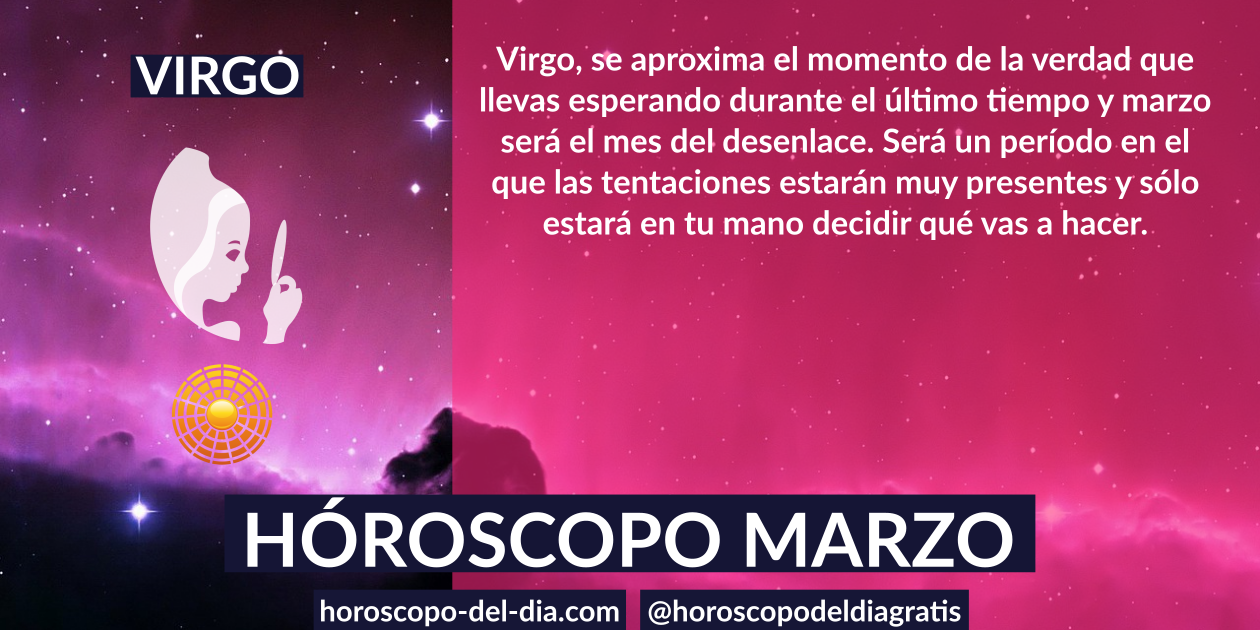 VIRGO
Virgo, se aproxima el momento de la verdad que
llevas esperando durante el último tiempo y marzo
será el mes del desenlace. Será un período en el
que las tentaciones estarán muy presentes y sólo
estará en tu mano decidir qué vas a hacer.
HÓROSCOPO MARZO
horoscopo-del-dia.com
@horoscopodeldiagratis